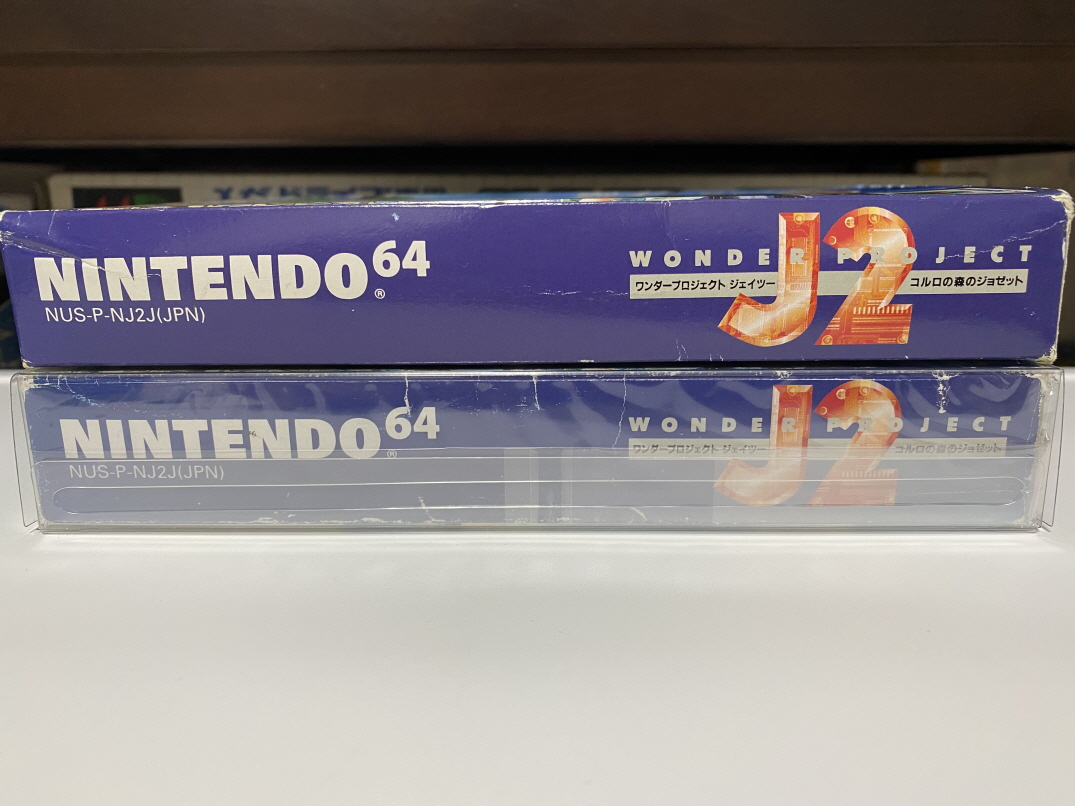 NINTENDO64®
NUS-P-NJ2J(JPN)
WONDER PROJECT
J2
ワンダープロジェクト ジェイツー
コルロの森のジョゼット
NINTENDO64®
NUS-P-NJ2J(JPN)
WONDER PROJECT
J2
ワンダープロジェクト ジェイツー
コルロの森のジョゼット